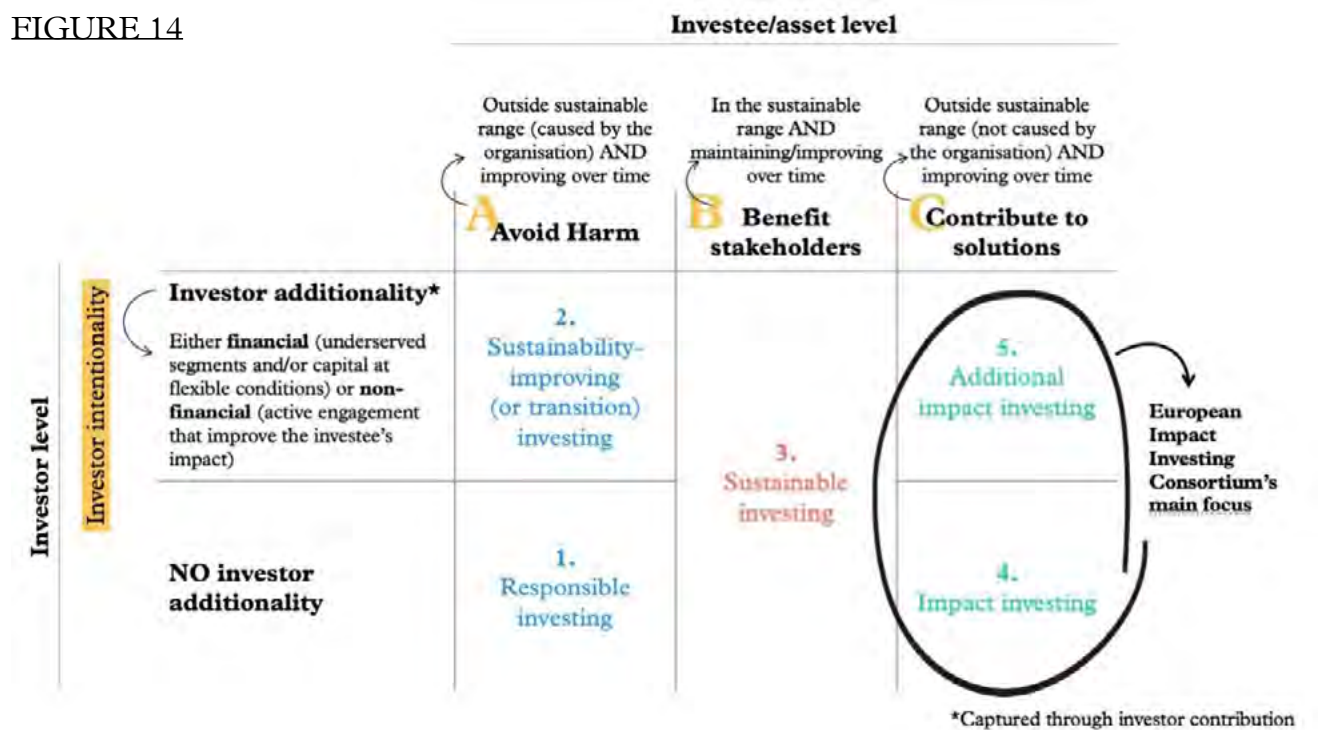 FIGURE 14
Investee/asset level
Outside sustainable
range (caused by the
organisation) AND
improving over time
In the sustainable
range AND
maintaining/improving
over time
Outside sustainable
range (not caused by
the organisation) AND
improving over time
A
Avoid Harm
B
Benefit
stakeholders
C
Contribute to
solutions
Investor level
Investor intentionality
Investor additionality*
Either financial (underserved
segments and/or capital at
flexible conditions) or non-
financial (active engagement
that improve the investee's
impact)
2.
Sustainability-
improving
(or transition)
investing
3.
Sustainable
investing
5.
Additional
impact investing
European
Impact
Investing
Consortium's
main focus
NO investor
additionality
1.
Responsible
investing
4.
Impact investing
*Captured through investor contribution